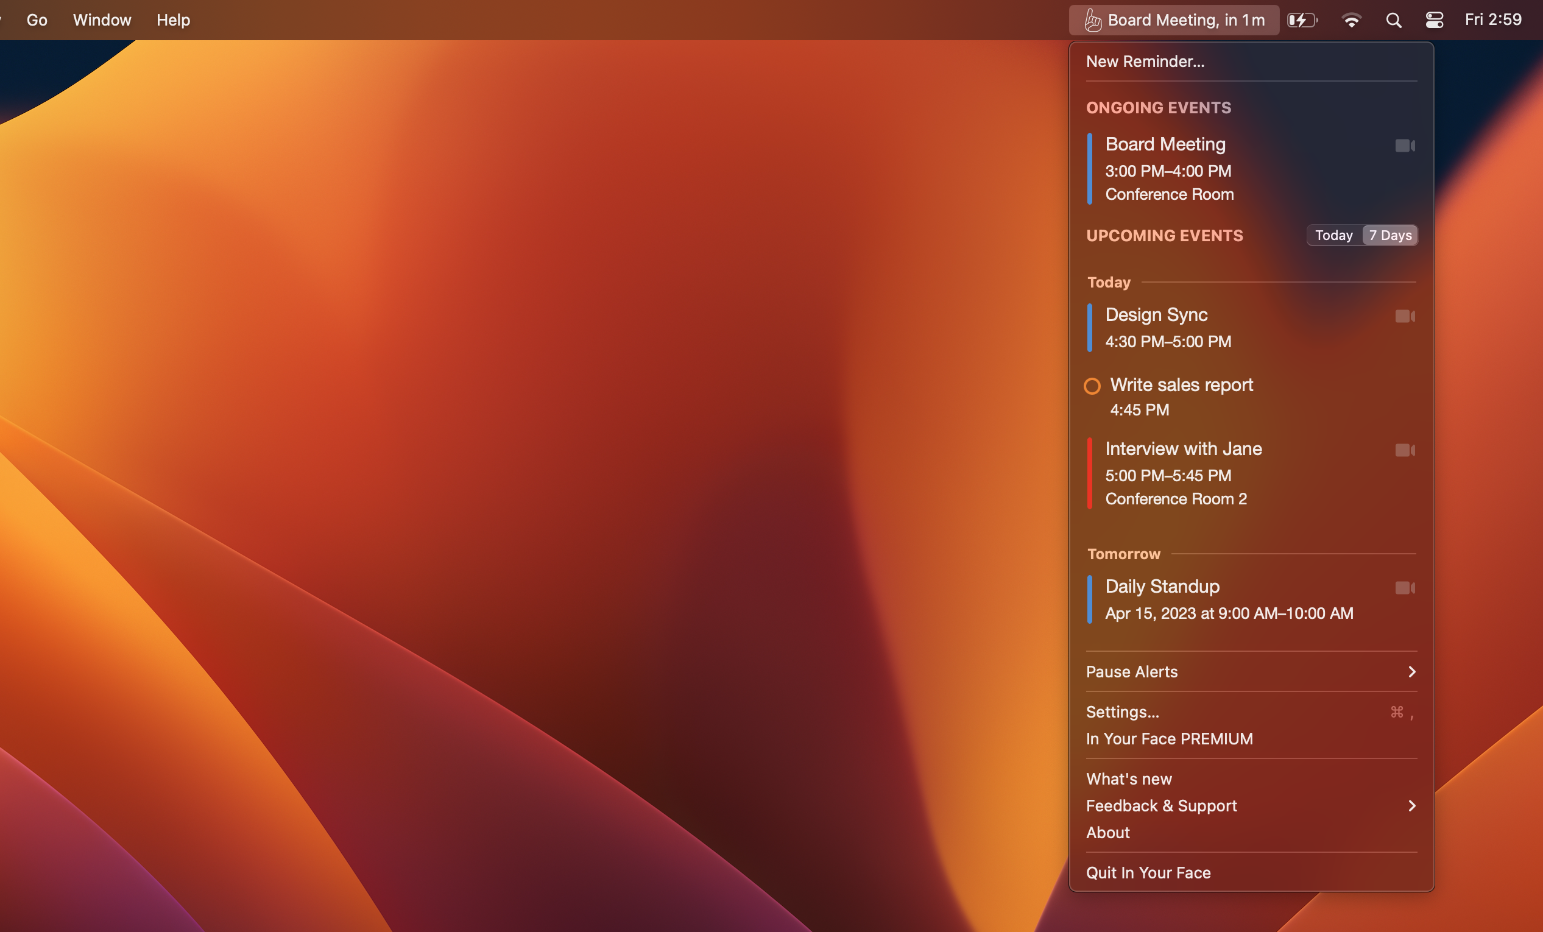 Go Window Help Board Meeting, in 1m Fri 2:59
New Reminder...
ONGOING EVENTS
Board Meeting
3:00 PM–4:00 PM
Conference Room
UPCOMING EVENTS Today 7 Days
Today
Design Sync
4:30 PM–5:00 PM
Write sales report
4:45 PM
Interview with Jane
5:00 PM–5:45 PM
Conference Room 2
Tomorrow
Daily Standup
Apr 15, 2023 at 9:00 AM–10:00 AM
Pause Alerts
Settings... ⌘ ,
In Your Face PREMIUM
What's new
Feedback & Support
About
Quit In Your Face